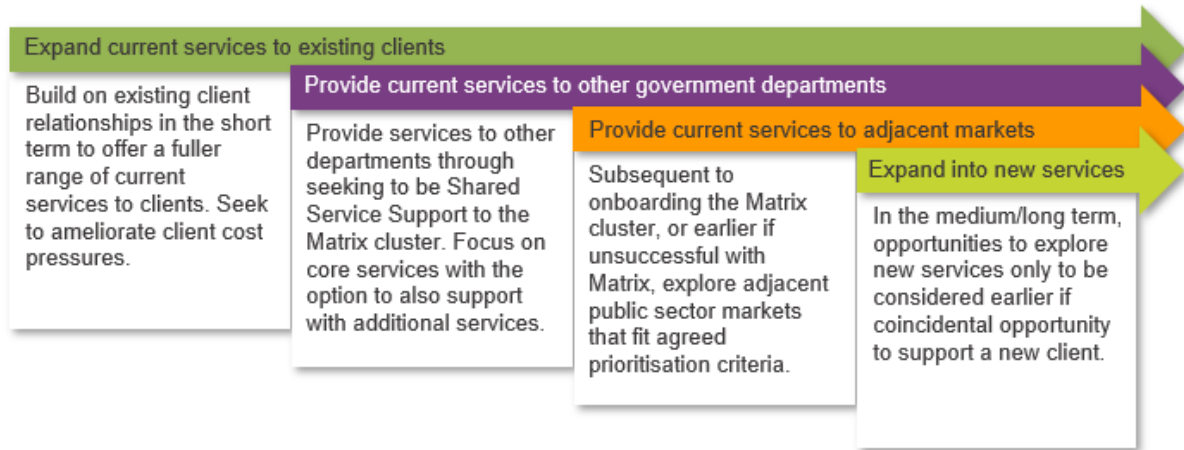 Expand current services to existing clients
Build on existing client
relationships in the short
term to offer a fuller
range of current
services to clients. Seek
to ameliorate client cost
pressures.
Provide current services to other government departments
Provide services to other
departments through
seeking to be Shared
Service Support to the
Matrix cluster. Focus on
core services with the
option to also support
with additional services.
Provide current services to adjacent markets
Subsequent to
onboarding the Matrix
cluster, or earlier if
unsuccessful with
Matrix, explore adjacent
public sector markets
that fit agreed
prioritisation criteria.
Expand into new services
In the medium/long term,
opportunities to explore
new services only to be
considered earlier if
coincidental opportunity
to support a new client.